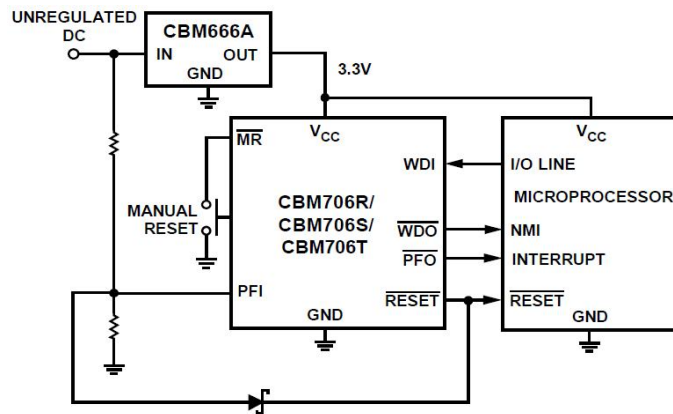 UNREGULATED
DC
CBM666A
IN
OUT
GND
3.3V
MR
VCC
WDI
CBM706R/
CBM706S/
CBM706T
WDO
PFO
PFI
RESET
GND
MANUAL
RESET
VCC
I/O LINE
MICROPROCESSOR
NMI
INTERRUPT
RESET
GND